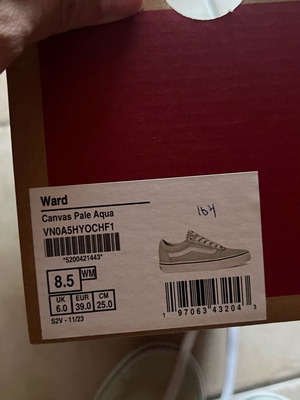 Ward
Canvas Pale Aqua
VN0A5HYOCHF1
*5200421443*
164
8.5 WM
UK 6.0 EUR 39.0 CM 25.0
S2V - 11/23
1 97063 43204 3